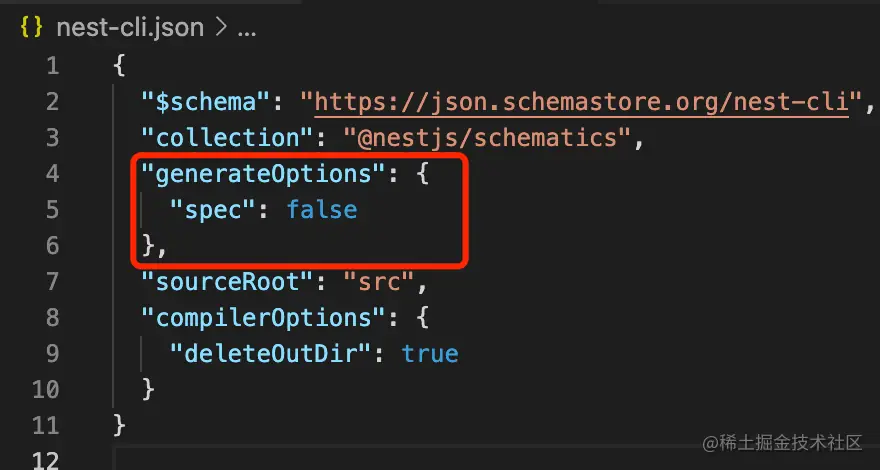 {} nest-cli.json > ...
1 {
2 "$schema": "https://json.schemastore.org/nest-cli",
3 "collection": "@nestjs/schematics",
4 "generateOptions": {
5 "spec": false
6 },
7 "sourceRoot": "src",
8 "compilerOptions": {
9 "deleteOutDir": true
10 }
11 }
12
@稀土掘金技术社区